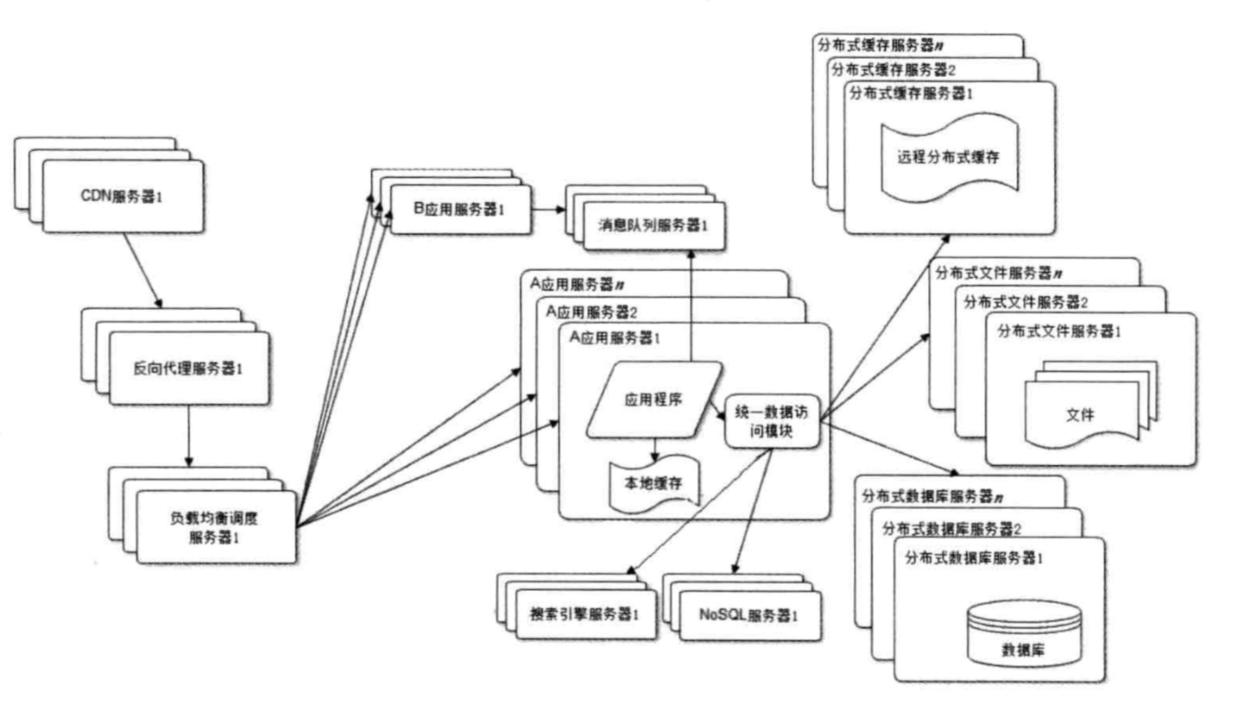 分布式缓存服务器n
分布式缓存服务器2
分布式缓存服务器1
远程分布式缓存
CDN服务器1
B应用服务器1
消息队列服务器1
A应用服务器n
A应用服务器2
A应用服务器1
应用程序
统一数据访
问模块
本地缓存
分布式文件服务器n
分布式文件服务器2
分布式文件服务器1
文件
反向代理服务器1
负载均衡调度
服务器1
分布式数据库服务器n
分布式数据库服务器2
分布式数据库服务器1
数据库
搜索引擎服务器1
NoSQL服务器1